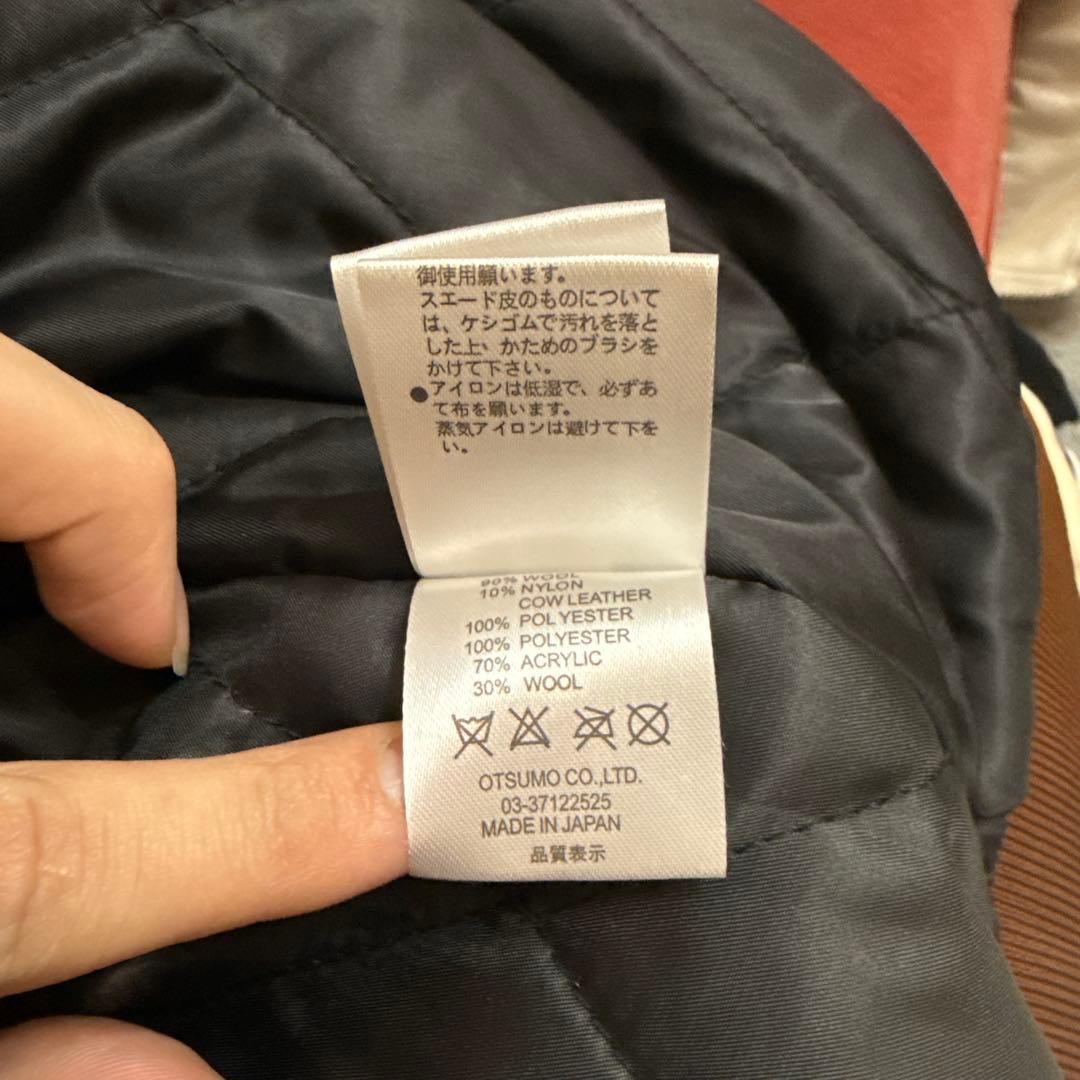 御使用願います。
スエード皮のものについて
は、ケシゴムで汚れを落と
した上、かためのブラシを
かけて下さい。
●アイロンは低湿で、必ずあ
て布を願います。
蒸気アイロンは避けて下を
い。
90% WOOL
10% NYLON
COW LEATHER
100% POLYESTER
100% POLYESTER
70% ACRYLIC
30% WOOL
OTSUMO CO.,LTD.
03-37122525
MADE IN JAPAN
品質表示